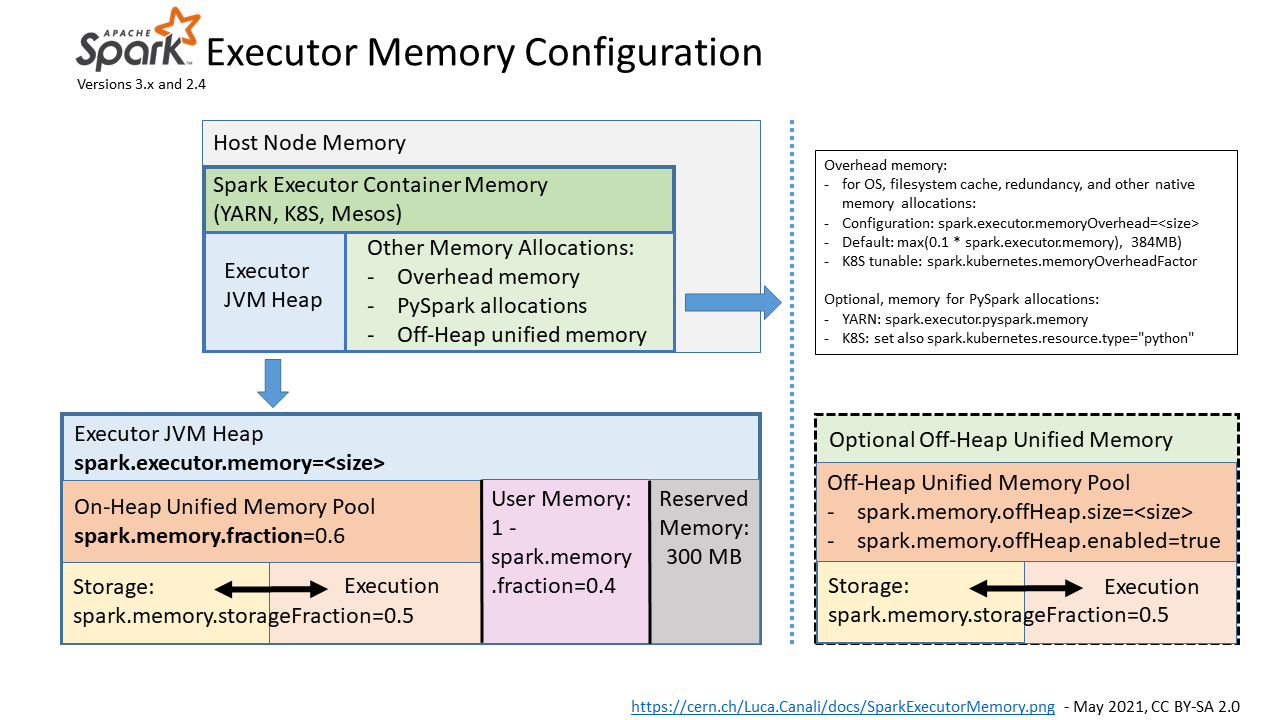 APACHE
Spark™
Executor Memory Configuration
Versions 3.x and 2.4
Host Node Memory
Spark Executor Container Memory
(YARN, K8S, Mesos)
Executor
JVM Heap
Other Memory Allocations:
- Overhead memory
- PySpark allocations
- Off-Heap unified memory
Overhead memory:
- for OS, filesystem cache, redundancy, and other native
memory allocations:
- Configuration: spark.executor.memoryOverhead=<size>
- Default: max(0.1 * spark.executor.memory), 384MB)
- K8S tunable: spark.kubernetes.memoryOverheadFactor
Optional, memory for PySpark allocations:
- YARN: spark.executor.pyspark.memory
- K8S: set also spark.kubernetes.resource.type="python"
Executor JVM Heap
spark.executor.memory=<size>
On-Heap Unified Memory Pool
spark.memory.fraction=0.6
Storage:
Execution
spark.memory.storageFraction=0.5
User Memory:
1 -
spark.memory
.fraction=0.4
Reserved
Memory:
300 MB
Optional Off-Heap Unified Memory
Off-Heap Unified Memory Pool
- spark.memory.offHeap.size=<size>
- spark.memory.offHeap.enabled=true
Storage:
Execution
spark.memory.storageFraction=0.5
https://cern.ch/Luca.Canali/docs/SparkExecutorMemory.png - May 2021, CC BY-SA 2.0